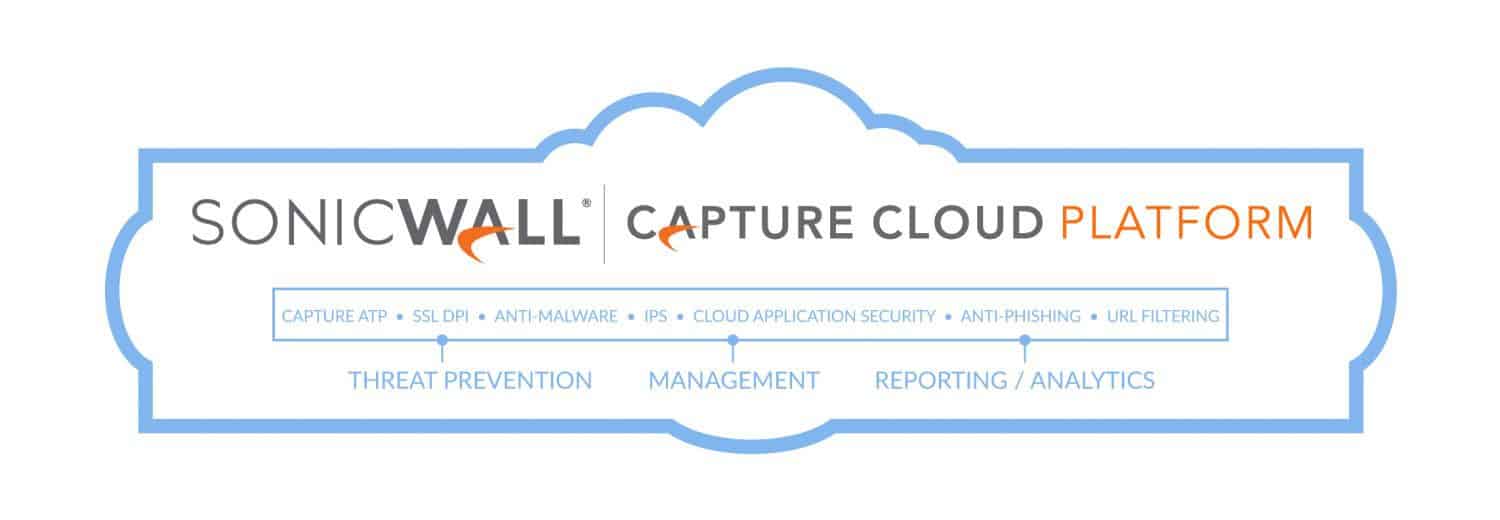 SONICWALL® CAPTURE CLOUD PLATFORM
CAPTURE ATP • SSL DPI • ANTI-MALWARE • IPS • CLOUD APPLICATION SECURITY • ANTI-PHISHING • URL FILTERING
THREAT PREVENTION MANAGEMENT REPORTING / ANALYTICS